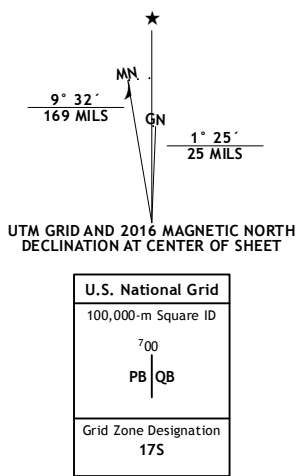 ★
MN
GN
9° 32´
169 MILS
1° 25´
25 MILS
UTM GRID AND 2016 MAGNETIC NORTH
DECLINATION AT CENTER OF SHEET
U.S. National Grid
100,000-m Square ID
⁷00
PB QB
Grid Zone Designation
17S